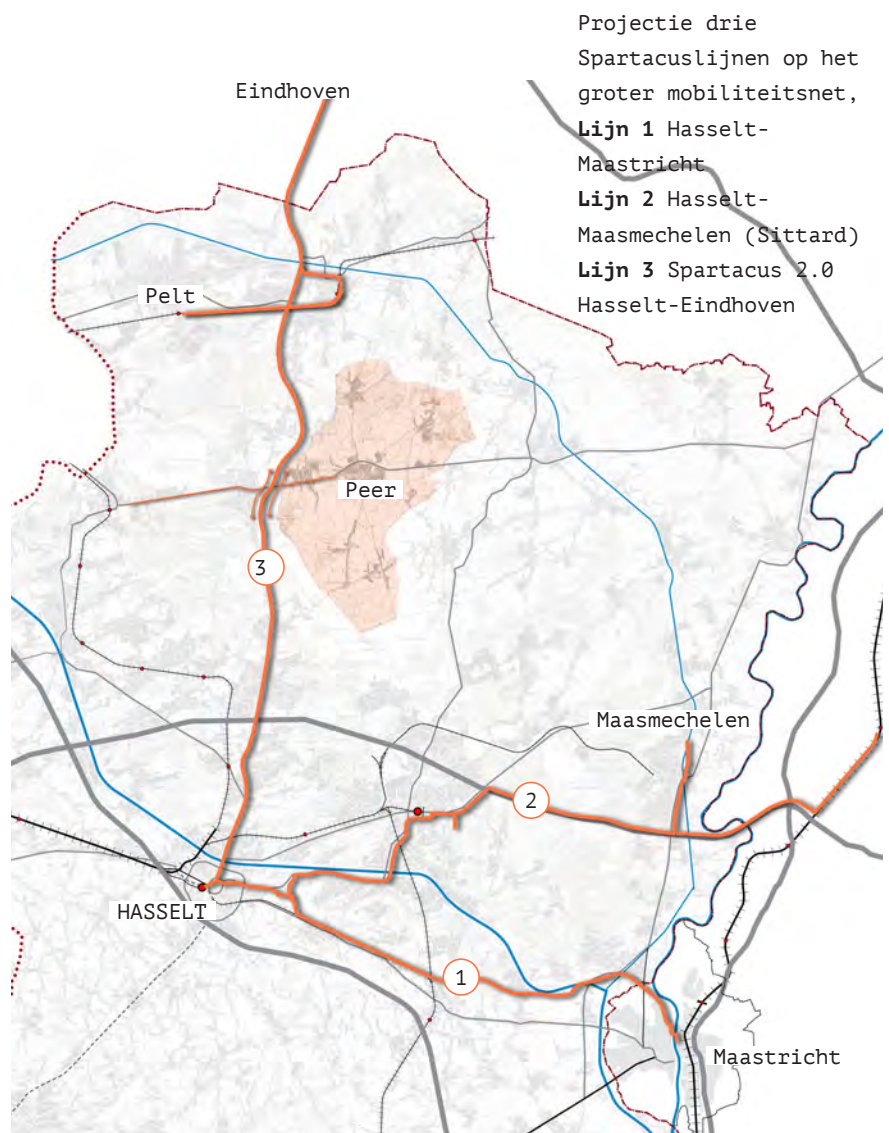 Projectie drie
Spartacuslijnen op het
groter mobiliteitsnet,
Lijn 1 Hasselt-
Maastricht
Lijn 2 Hasselt-
Maasmechelen (Sittard)
Lijn 3 Spartacus 2.0
Hasselt-Eindhoven
Eindhoven
Pelt
Peer
3
Maasmechelen
2
HASSELT
1
Maastricht